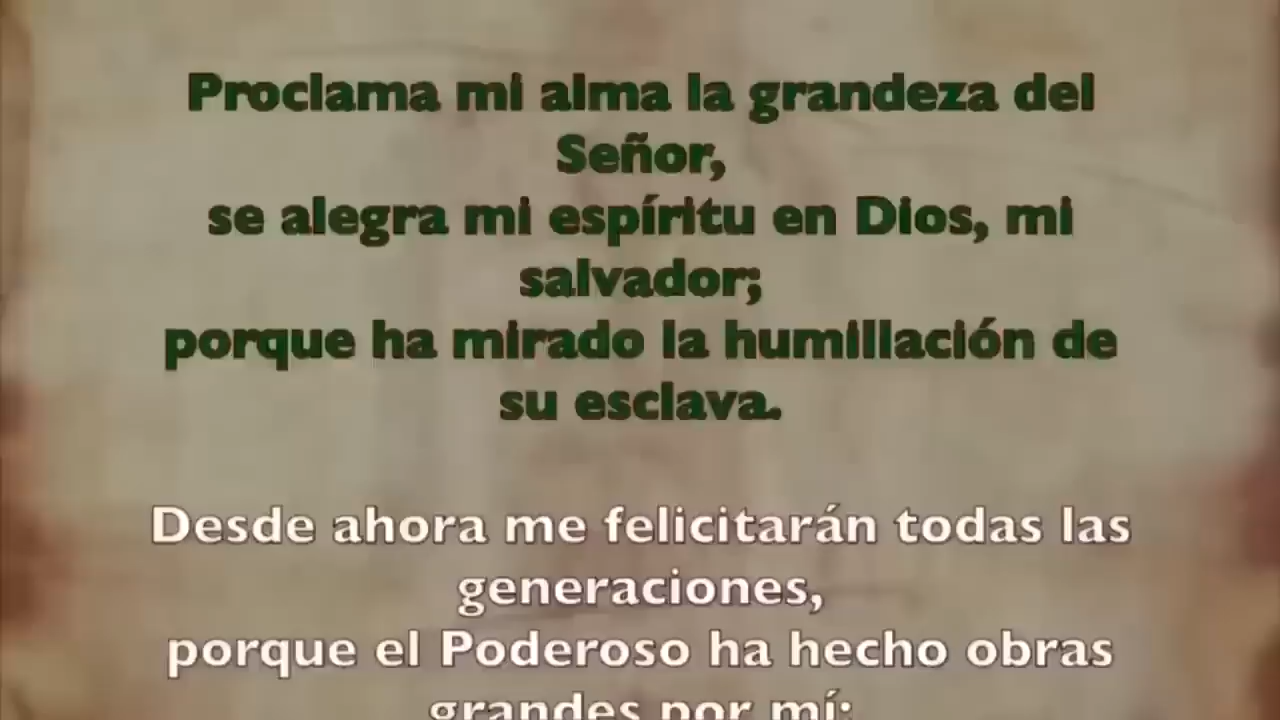 Proclama mi alma la grandeza del
Señor,
se alegra mi espíritu en Dios, mi
salvador;
porque ha mirado la humillación de
su esclava.
Desde ahora me felicitarán todas las
generaciones,
porque el Poderoso ha hecho obras
grandes por mí: